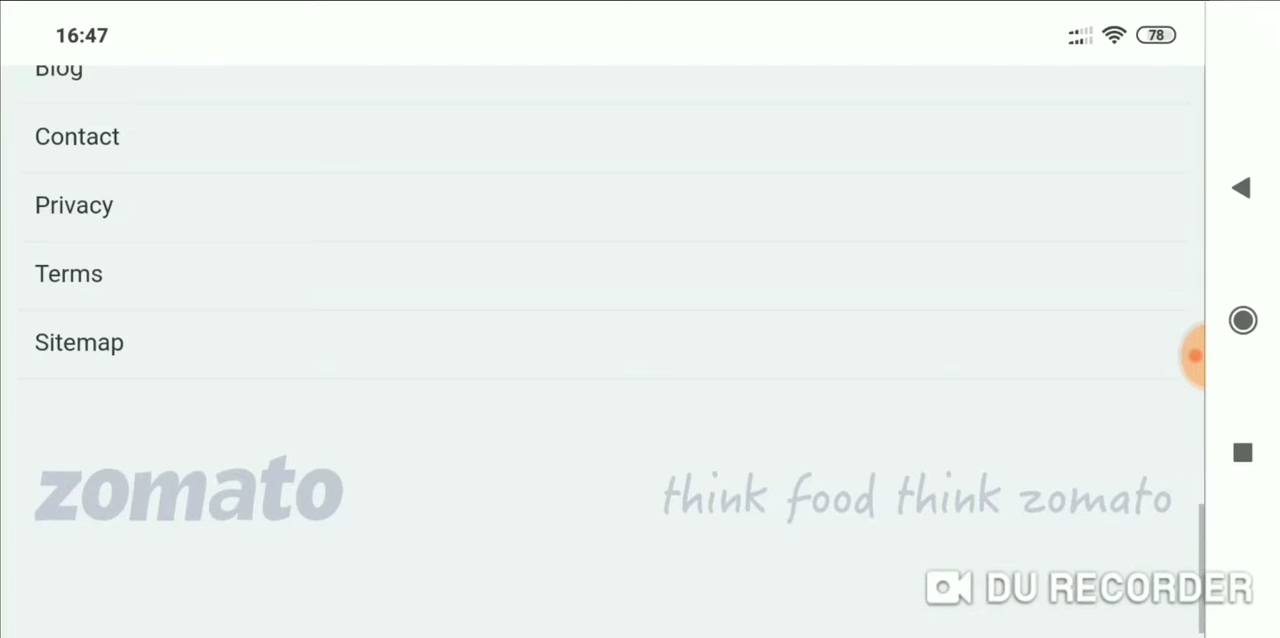 16:47
78
Blog
Contact
Privacy
Terms
Sitemap
zomato
think food think zomato
DU RECORDER